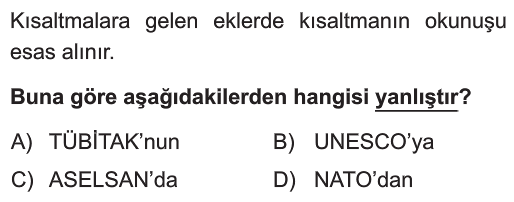 Kısaltmalara gelen eklerde kısaltmanın okunuşu
esas alınır.
Buna göre aşağıdakilerden hangisi yanlıştır?
A) TÜBİTAK’nun B) UNESCO’ya
C) ASELSAN’da D) NATO’dan